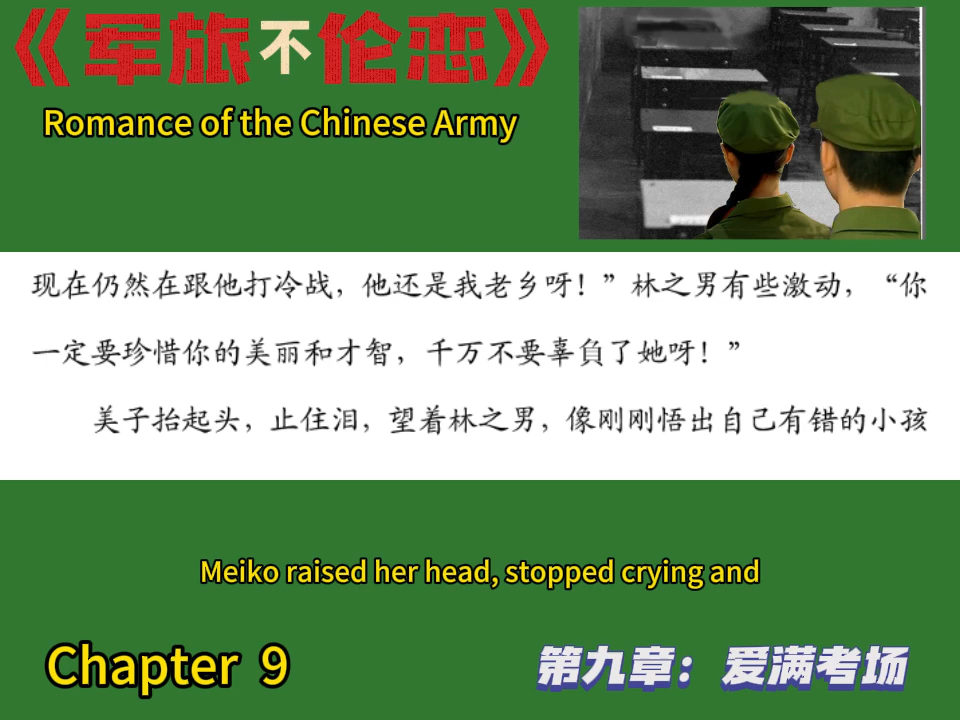 《军旅不伦恋》
Romance of the Chinese Army
现在仍然在跟他打冷战，他还是我老乡呀！”林之男有些激动，“你
一定要珍惜你的美丽和才智，千万不要辜負了她呀！”
美子抬起头，止住泪，望着林之男，像刚刚悟出自己有错的小孩
Meiko raised her head, stopped crying and
Chapter 9
第九章：爱满考场